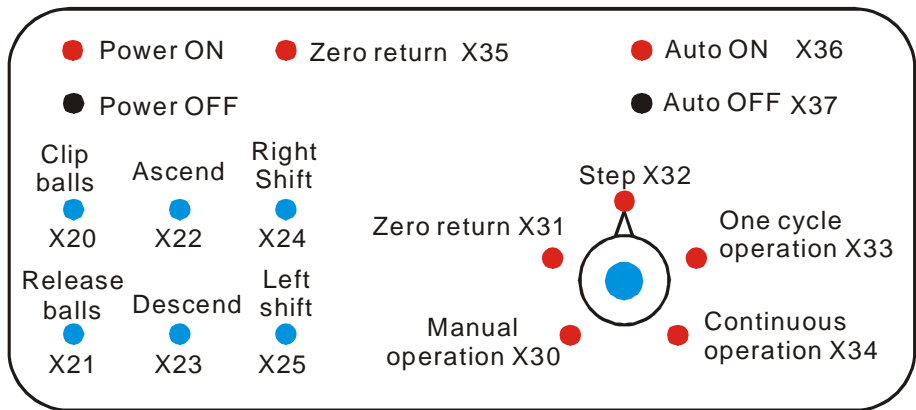 Power ON
Zero return X35
Auto ON X36
Power OFF
Auto OFF X37
Clip
balls
X20
Ascend
X22
Right
Shift
X24
Release
balls
X21
Descend
X23
Left
shift
X25
Step X32
Zero return X31
One cycle
operation X33
Manual
operation X30
Continuous
operation X34